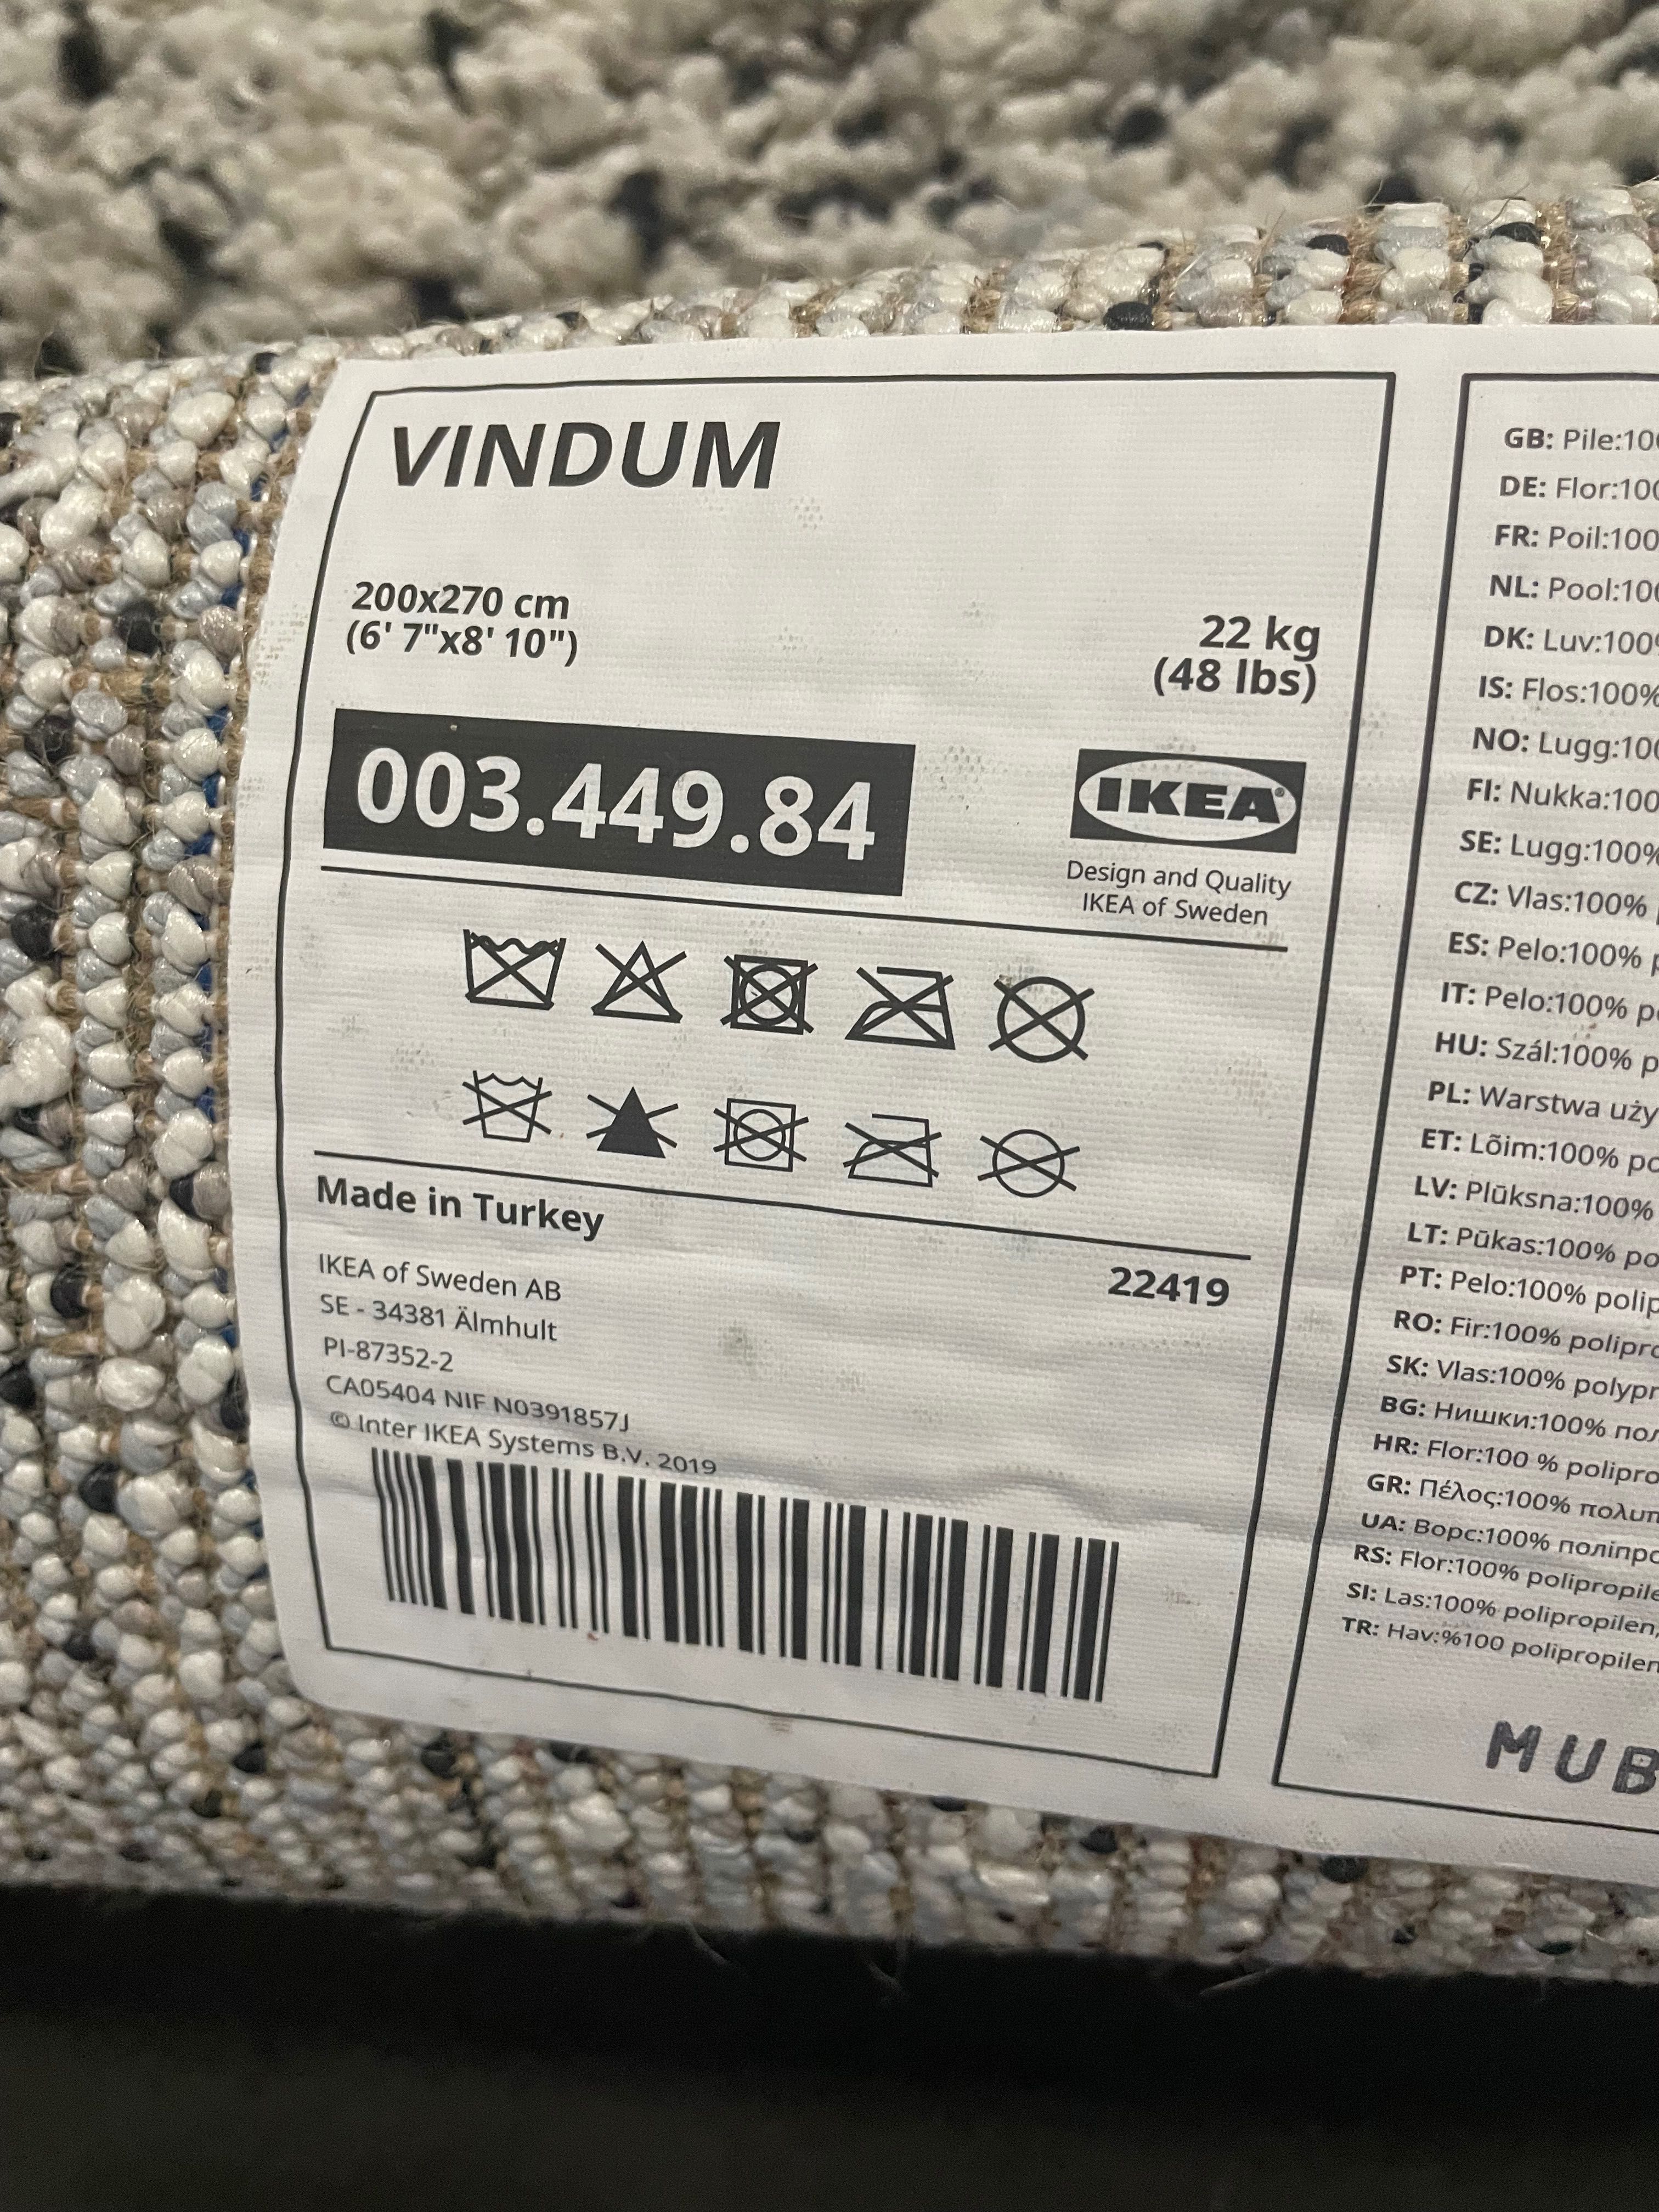 VINDUM
200x270 cm
(6' 7"x8' 10")
22 kg
(48 lbs)
003.449.84
IKEA®
Design and Quality
IKEA of Sweden
Made in Turkey
22419
IKEA of Sweden AB
SE - 34381 Älmhult
PI-87352-2
CA05404 NIF N0391857J
© Inter IKEA Systems B.V. 2019
GB: Pile:100
DE: Flor:100
FR: Poil:100
NL: Pool:100
DK: Luv:100%
IS: Flos:100%
NO: Lugg:100
FI: Nukka:100
SE: Lugg:100%
CZ: Vlas:100%
ES: Pelo:100%
IT: Pelo:100%
HU: Szál:100%
PL: Warstwa
ET: Lõim:100%
LV: Plūksna:100%
LT: Pūkas:100%
PT: Pelo:100%
RO: Fir:100%
SK: Vlas:100%
BG: Нишки:100%
HR: Flor:100 %
GR: Πέλος:100%
UA: Ворс:100%
RS: Flor:100%
SI: Las:100% polipropilen,
TR: Hav:%100 polipropilen
MUB